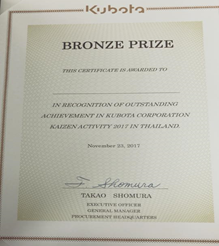 Kubota
BRONZE PRIZE
THIS CERTIFICATE IS AWARDED TO
IN RECOGNITION OF OUTSTANDING
ACHIEVEMENT IN KUBOTA CORPORATION
KAIZEN ACTIVITY 2017 IN THAILAND.
November 23, 2017
T. Shomura
TAKAO SHOMURA
EXECUTIVE OFFICER
GENERAL MANAGER
PROCUREMENT HEADQUARTERS